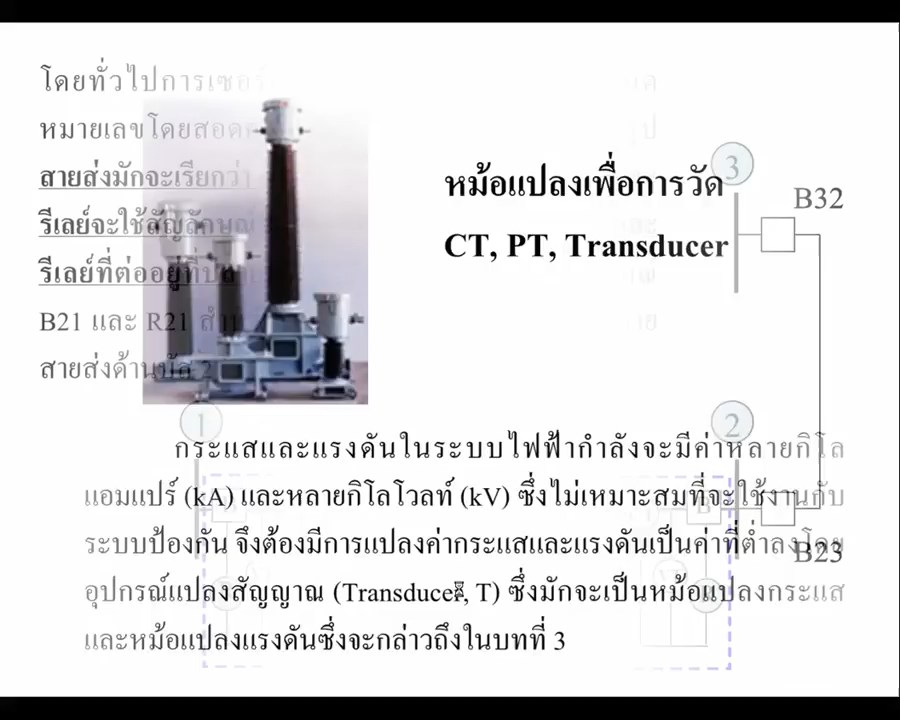 โดยทั่วไปการเซอร์
หมายเลขโดยสอด
สายส่งมักจะเรียกว่า
รีเลย์จะใช้สัญลักษณ์
รีเลย์ที่ต่ออยู่ที่
B21 และ R21
สายส่งด้านบัส 2
หม้อแปลงเพื่อการวัด
CT, PT, Transducer
3
B32
1
2
กระแสและแรงดันในระบบไฟฟ้ากำลังจะมีค่าหลายกิโล
แอมแปร์ (kA) และหลายกิโลโวลท์ (kV) ซึ่งไม่เหมาะสมที่จะใช้งานกับ
ระบบป้องกัน จึงต้องมีการแปลงค่ากระแสและแรงดันเป็นค่าที่ต่ำลงโดย
B23
อุปกรณ์แปลงสัญญาณ (Transducer, T) ซึ่งมักจะเป็นหม้อแปลงกระแส
และหม้อแปลงแรงดันซึ่งจะกล่าวถึงในบทที่ 3